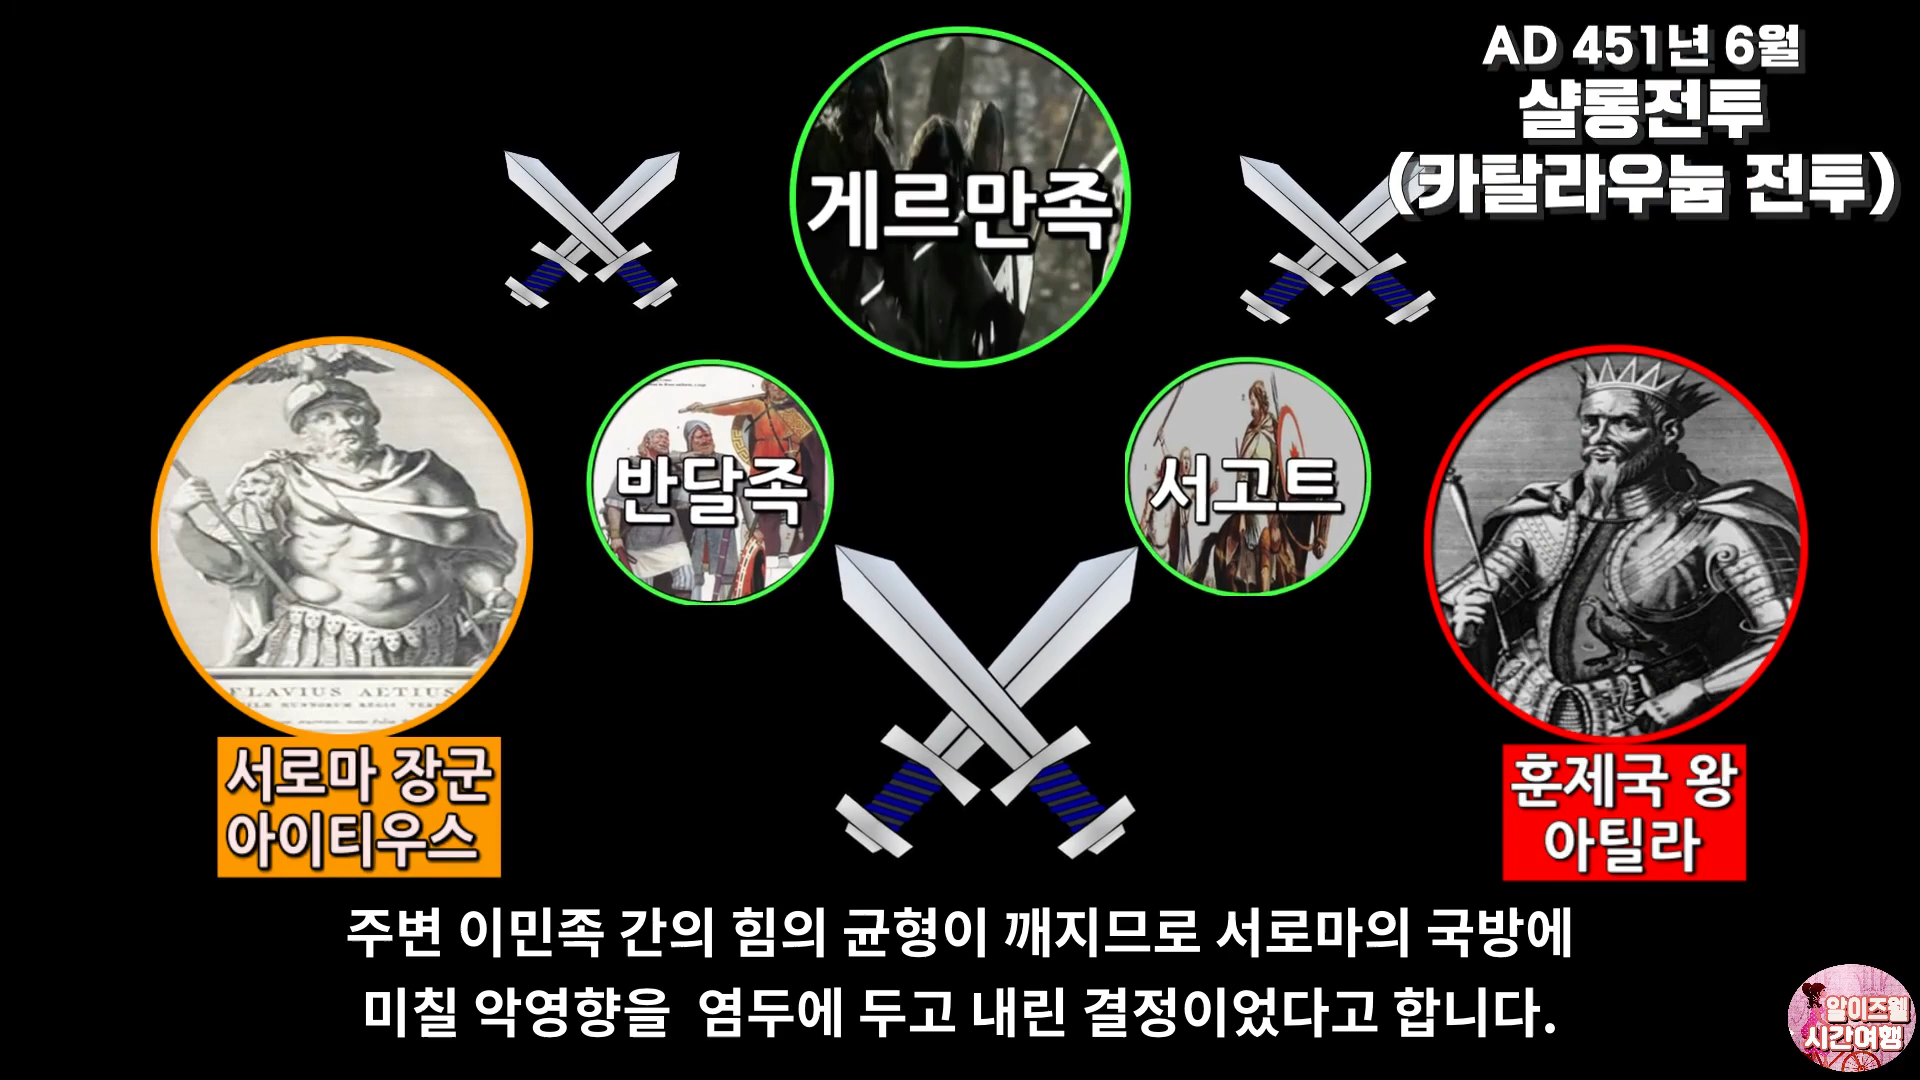 AD 451년 6월
샬롱전투
(카탈라우눔 전투)
게르만족
반달족
서고트
FLAVIUS AETIUS
서로마 장군
아이티우스
훈제국 왕
아틸라
주변 이민족 간의 힘의 균형이 깨지므로 서로마의 국방에
미칠 악영향을 염두에 두고 내린 결정이었다고 합니다.
알이즈웰
시간여행